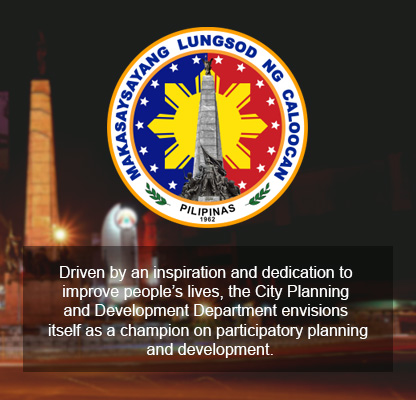 MAKASAYSAYANG LUNGSOD NG CALOOCAN
PILIPINAS
1962
Driven by an inspiration and dedication to
improve people's lives, the City Planning
and Development Department envisions
itself as a champion on participatory planning
and development.